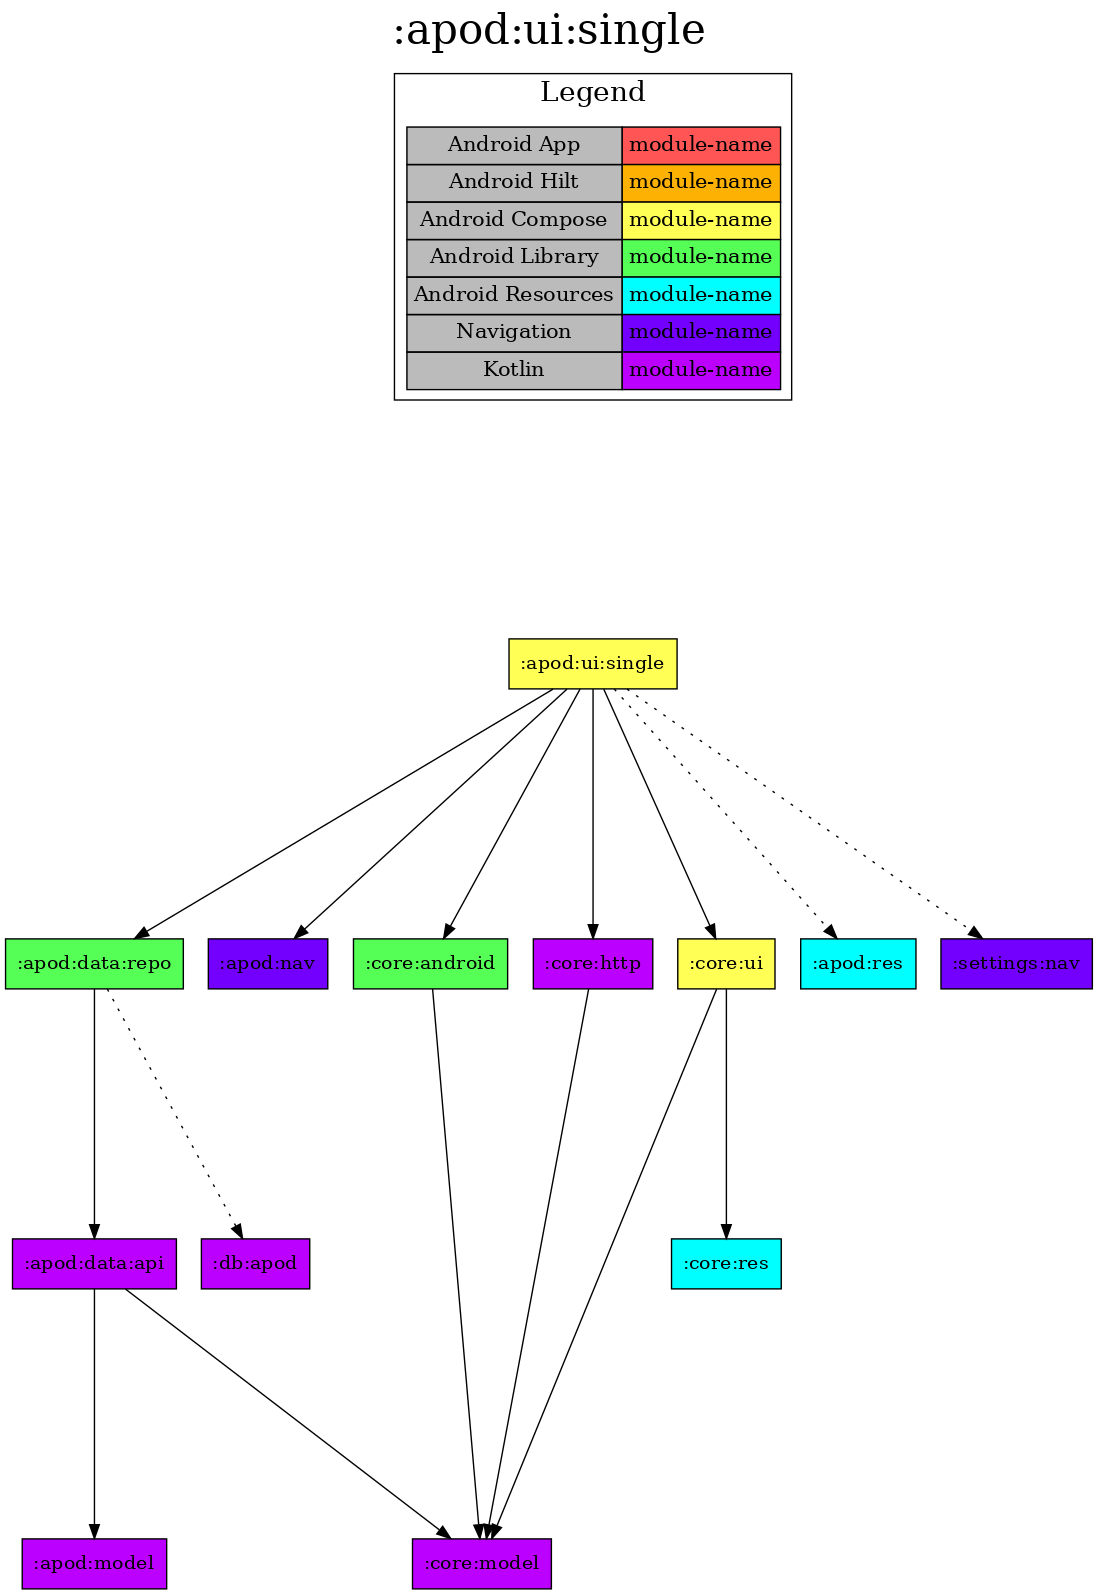 :apod:ui:single
Legend
Android App module-name
Android Hilt module-name
Android Compose module-name
Android Library module-name
Android Resources module-name
Navigation module-name
Kotlin module-name
:apod:ui:single
:apod:data:repo :apod:nav :core:android :core:http :core:ui :apod:res :settings:nav
:apod:data:api :db:apod :core:res
:apod:model :core:model